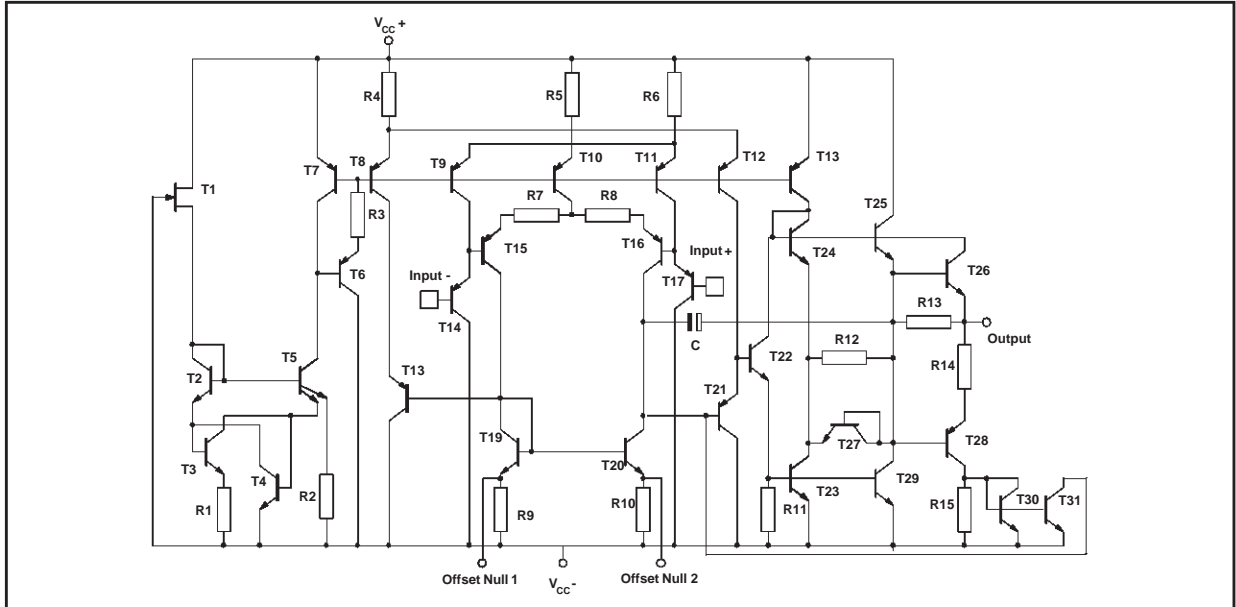 VCC+
R4
R5
R6
T7
T8
T9
T10
T11
T12
T13
T1
R3
R7
R8
T25
T15
T16
Input+
T24
T26
T6
Input -
T17
T14
R13
Output
C
T22
R12
R14
T2
T5
T13
T21
T3
T4
T19
T20
T27
T28
R1
R2
R9
R10
R11
T23
T29
R15
T30
T31
Offset Null 1
VCC-
Offset Null 2